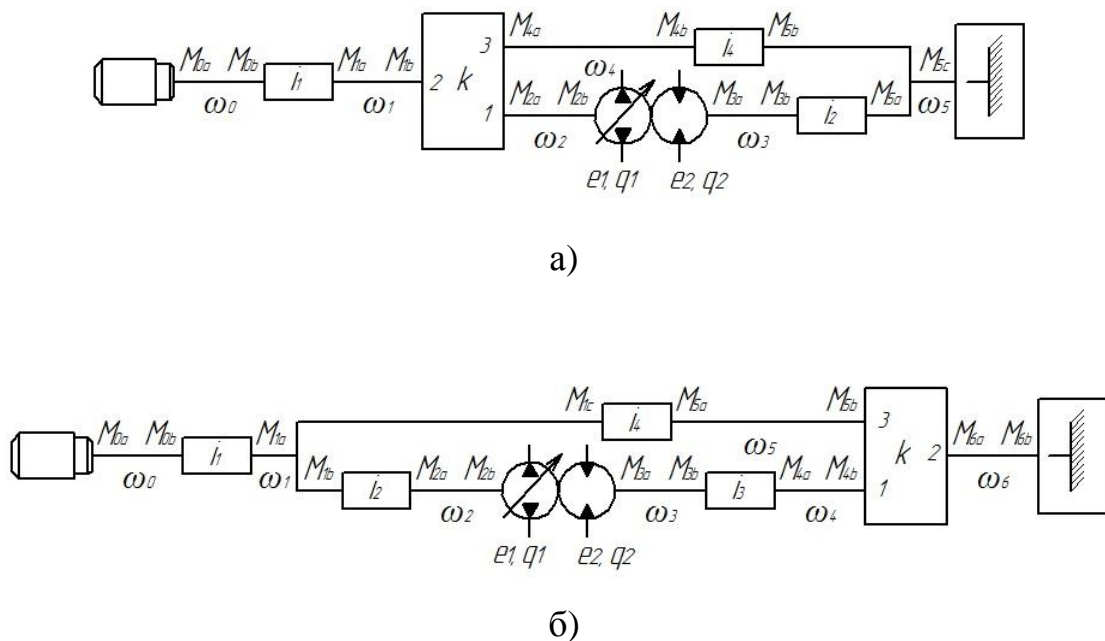 M4a M4b i4 M5b
M0a M0b i1 M1a M1b 3 ω4 M5c
ω0 ω1 2 k M2a M2b M3a M3b i2 M5a ω5
1 ω2 ω3
e1, q1 e2, q2
а)
M1c i4 M5a M5b
M0a M0b i1 M1a 3 M6a M6b
ω0 ω1 M1b i2 M2a M2b M3a M3b i3 ω5 M4a M4b k 2 ω6
ω2 ω3 ω4 1
e1, q1 e2, q2
б)